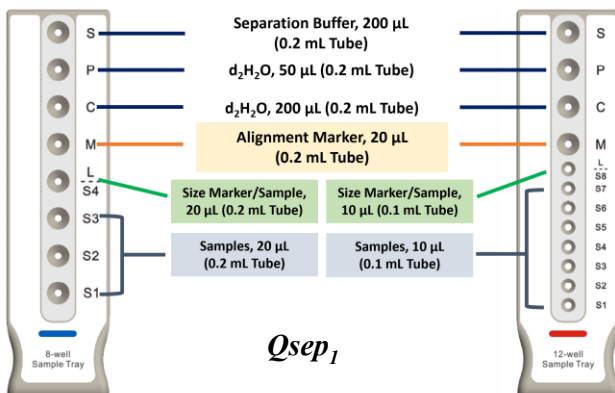 S
P
C
M
L
S4
S3
S2
S1
8-well
Sample Tray
Separation Buffer, 200 µL
(0.2 mL Tube)
d₂H₂O, 50 µL (0.2 mL Tube)
d₂H₂O, 200 µL (0.2 mL Tube)
Alignment Marker, 20 µL
(0.2 mL Tube)
Size Marker/Sample,
20 µL (0.2 mL Tube)
Size Marker/Sample,
10 µL (0.1 mL Tube)
Samples, 20 µL
(0.2 mL Tube)
Samples, 10 µL
(0.1 mL Tube)
Qsep₁
S
P
C
M
L
S8
S7
S6
S5
S4
S3
S2
S1
12-well
Sample Tray